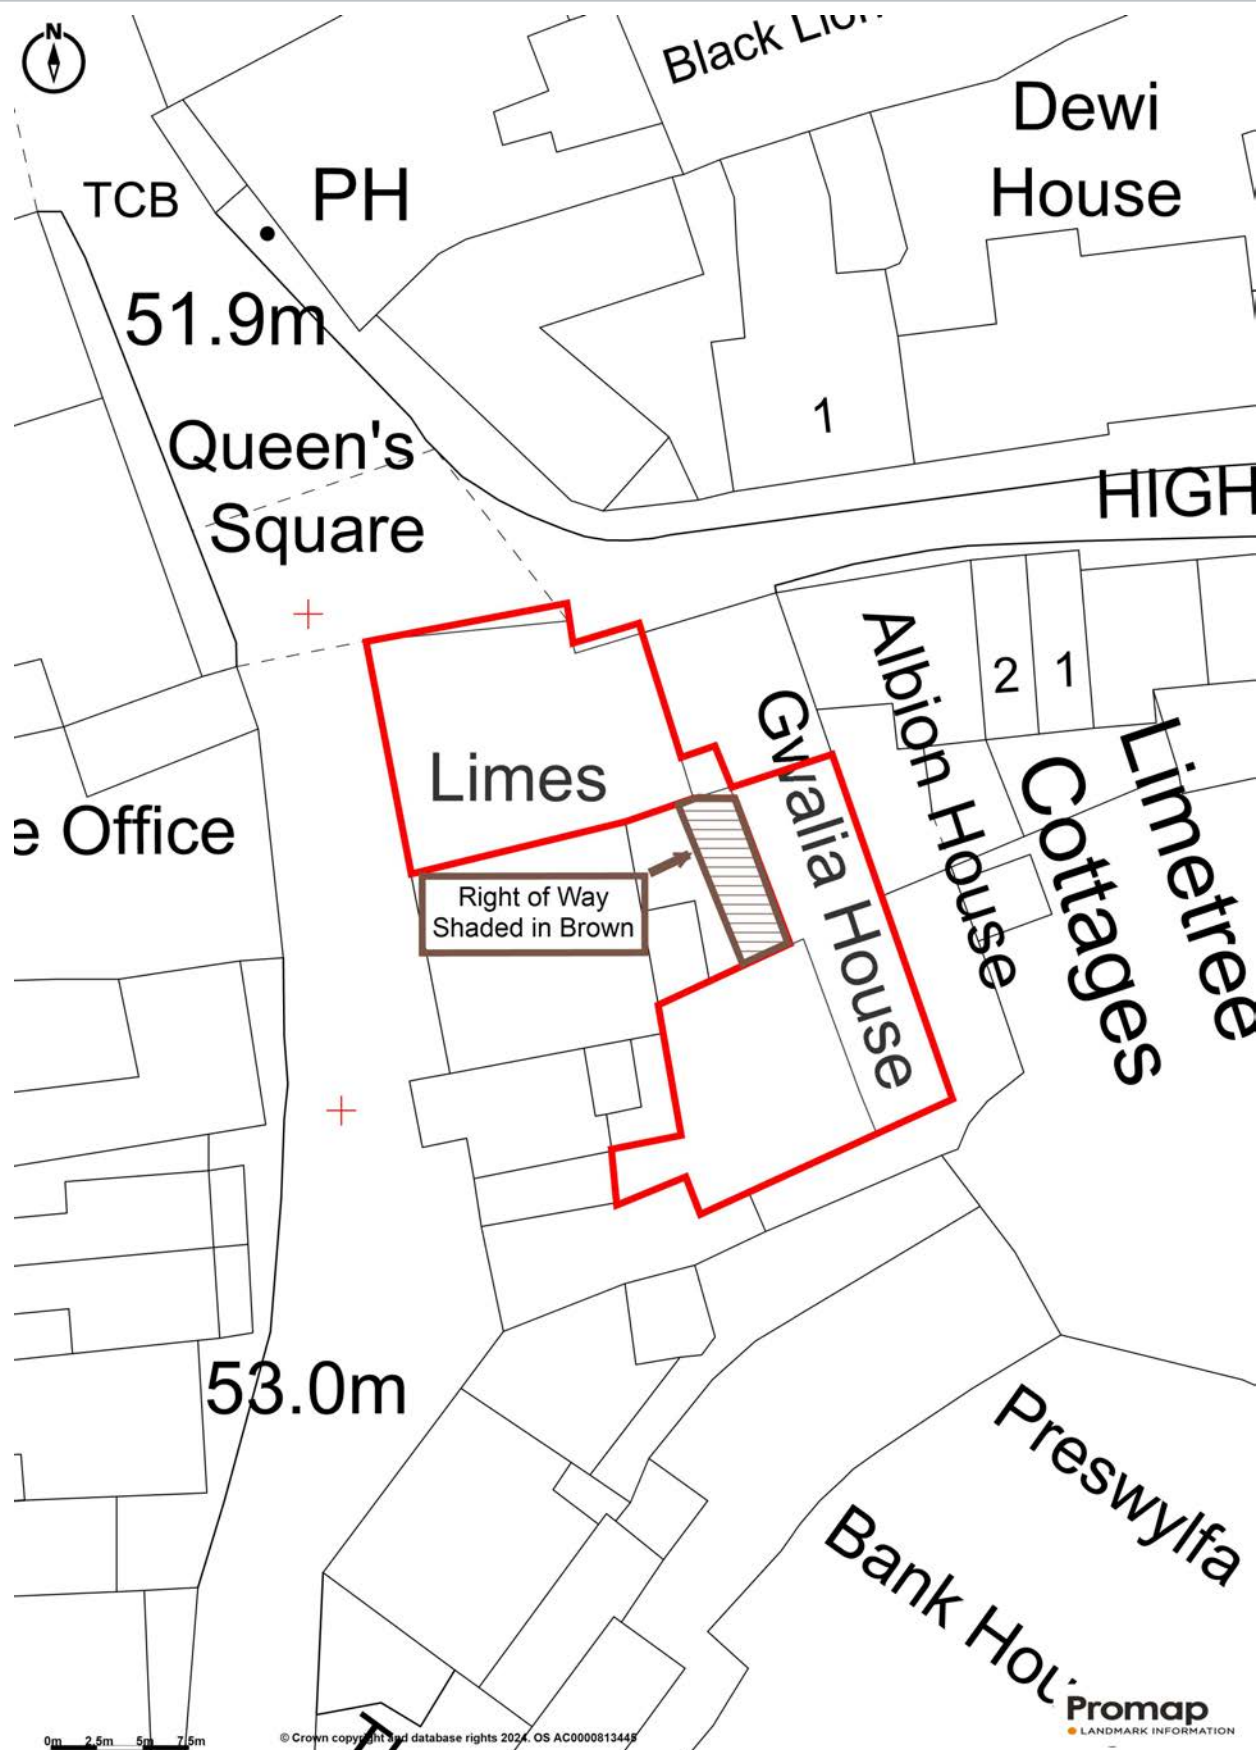 N
Black Lion
Dewi
House
TCB
PH
51.9m
1
Queen's
Square
HIGH
Limes
Gwalia House
Albion House
2
1
Cottages
Limetree
e Office
Right of Way
Shaded in Brown
53.0m
Preswylfa
Bank Hou
Promap
LANDMARK INFORMATION
0m 2.5m 5m 7.5m
© Crown copyright and database rights 2024. OS AC0000813445